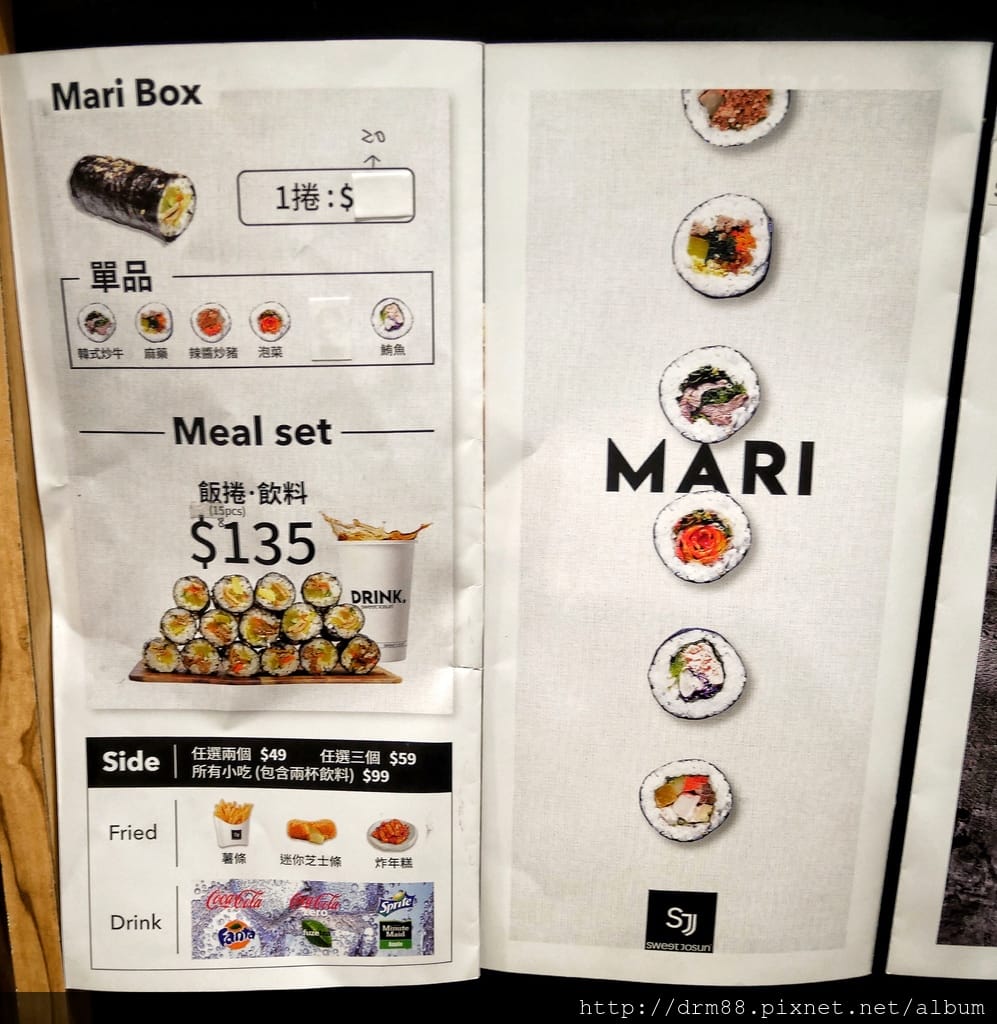 Mari Box
20
1捲:$
單品
韓式炒牛
麻藥
辣醬炒豬
泡菜
鮪魚
Meal set
飯捲·飲料
(15pcs)
$135
DRINK.
sweet josun
Side
任選兩個 $49 任選三個 $59
所有小吃 (包含兩杯飲料) $99
Fried
薯條
迷你芝士條
炸年糕
Drink
Coca-Cola
Coca-Cola
zero
Sprite
Fanta
fuze
Minute
Maid
MARI
SJ
sweet josun
http://drm88.pixnet.net/album